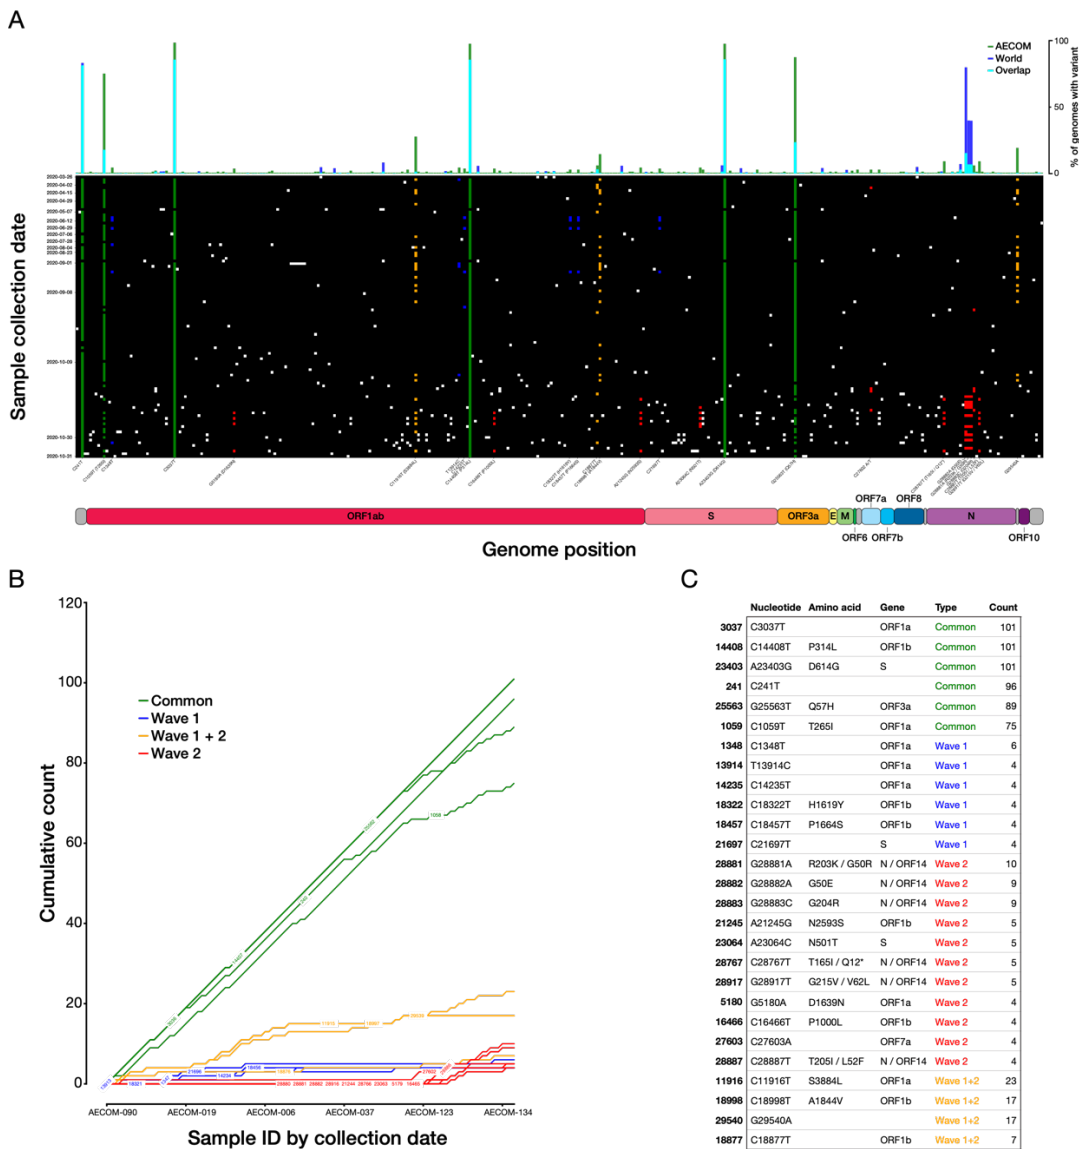 A
AECOM
World
Overlap
100
50
0
% of genomes with variant
Sample collection date
2020-03-26
2020-04-02
2020-04-15
2020-04-29
2020-05-07
2020-06-12
2020-06-29
2020-07-06
2020-07-28
2020-08-04
2020-08-23
2020-09-01
2020-09-08
2020-10-09
2020-10-30
2020-10-31
ORF1ab
S
ORF3a
E
M
ORF6
ORF7a
ORF7b
ORF8
N
ORF10
Genome position
B
Cumulative count
120
100
80
60
40
20
0
Common
Wave 1
Wave 1 + 2
Wave 2
AECOM-090
AECOM-019
AECOM-006
AECOM-037
AECOM-123
AECOM-134
Sample ID by collection date
C
Nucleotide Amino acid Gene Type Count
3037 C3037T ORF1a Common 101
14408 C14408T P314L ORF1b Common 101
23403 A23403G D614G S Common 101
241 C241T Common 96
25563 G25563T Q57H ORF3a Common 89
1059 C1059T T265I ORF1a Common 75
1348 C1348T ORF1a Wave 1 6
13914 T13914C ORF1a Wave 1 4
14235 C14235T ORF1a Wave 1 4
18322 C18322T H1619Y ORF1b Wave 1 4
18457 C18457T P1664S ORF1b Wave 1 4
21697 C21697T S Wave 1 4
28881 G28881A R203K / G50R N / ORF14 Wave 2 10
28882 G28882A G50E N / ORF14 Wave 2 9
28883 G28883C G204R N / ORF14 Wave 2 9
21245 A21245G N2593S ORF1b Wave 2 5
23064 A23064C N501T S Wave 2 5
28767 C28767T T165I / Q12* N / ORF14 Wave 2 5
28917 G28917T G215V / V62L N / ORF14 Wave 2 5
5180 G5180A D1639N ORF1a Wave 2 4
16466 C16466T P1000L ORF1b Wave 2 4
27603 C27603A ORF7a Wave 2 4
28887 C28887T T205I / L52F N / ORF14 Wave 2 4
11916 C11916T S3884L ORF1a Wave 1+2 23
18998 C18998T A1844V ORF1b Wave 1+2 17
29540 G29540A Wave 1+2 17
18877 C18877T ORF1b Wave 1+2 7